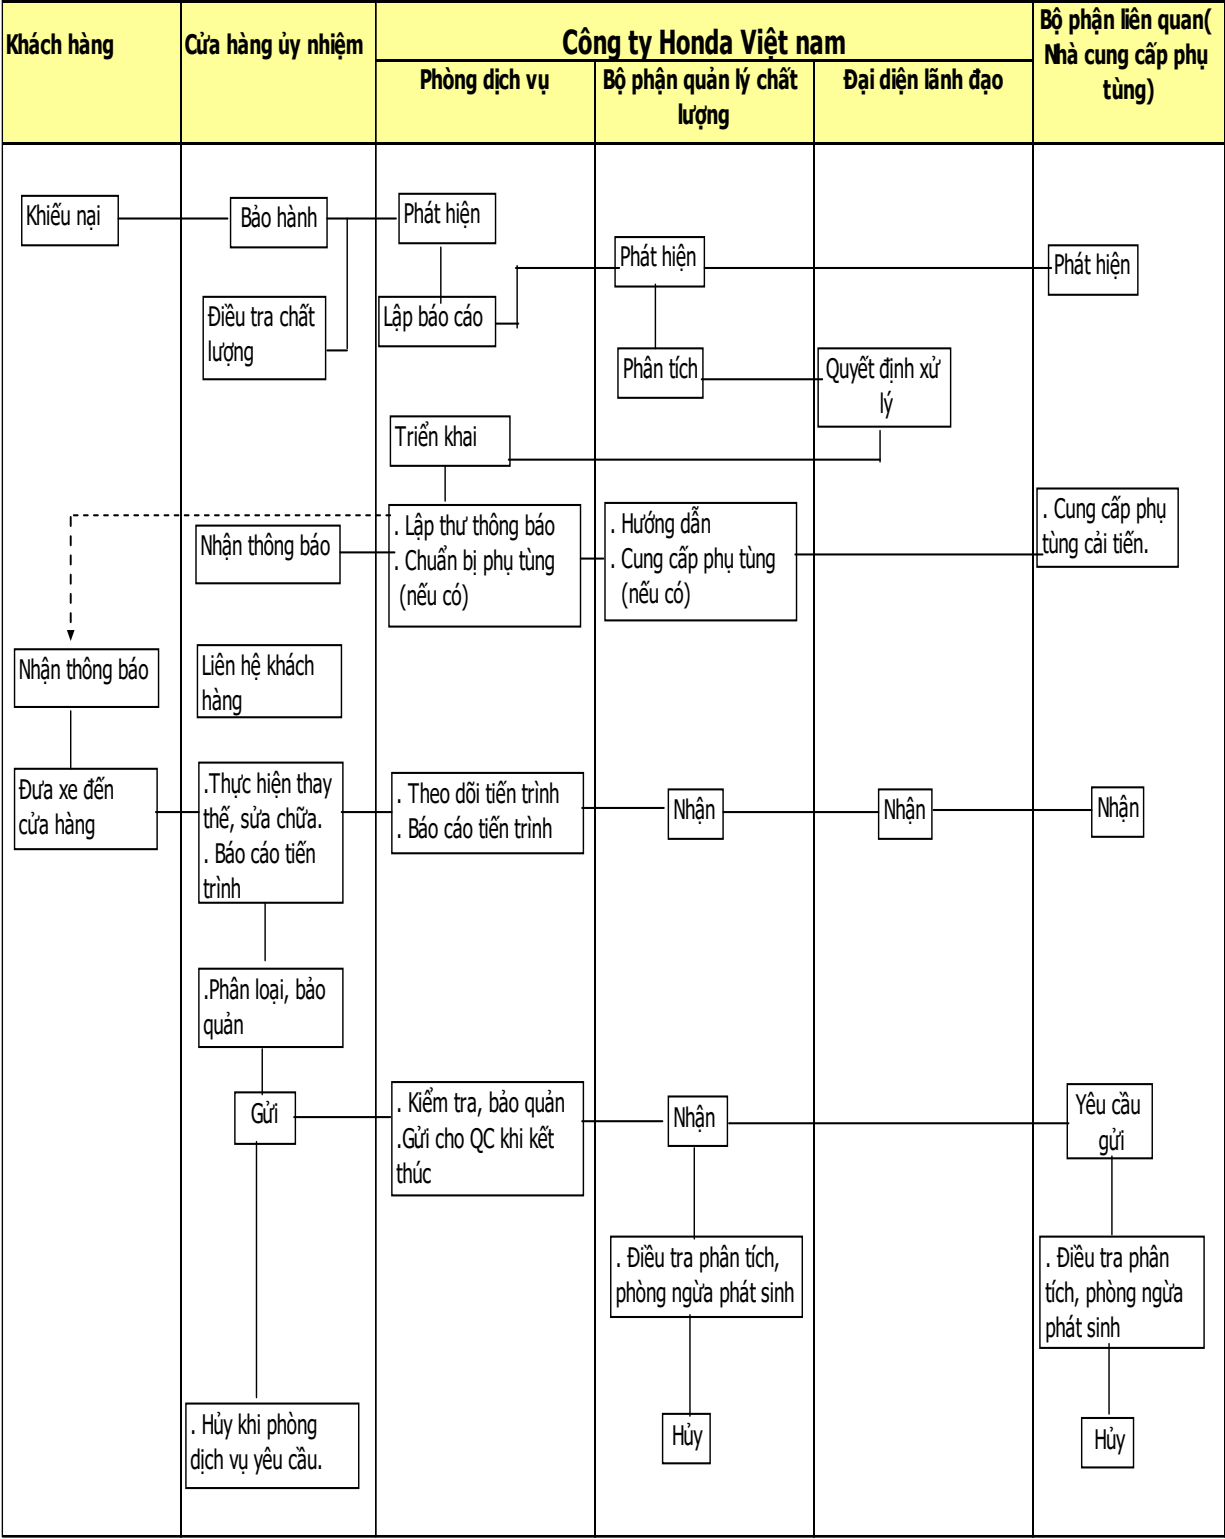 Khách hàng
Cửa hàng ủy nhiệm
Công ty Honda Việt nam
Bộ phận liên quan(
Nhà cung cấp phụ
tùng)
Phòng dịch vụ
Bộ phận quản lý chất
lượng
Đại diện lãnh đạo
Khiếu nại
Bảo hành
Phát hiện
Phát hiện
Phát hiện
Điều tra chất
lượng
Lập báo cáo
Phân tích
Quyết định xử
lý
Triển khai
Nhận thông báo
. Lập thư thông báo
. Chuẩn bị phụ tùng
(nếu có)
. Hướng dẫn
. Cung cấp phụ tùng
(nếu có)
. Cung cấp phụ
tùng cải tiến.
Nhận thông báo
Liên hệ khách
hàng
Đưa xe đến
cửa hàng
.Thực hiện thay
thế, sửa chữa.
. Báo cáo tiến
trình
. Theo dõi tiến trình
. Báo cáo tiến trình
Nhận
Nhận
Nhận
.Phân loại, bảo
quản
Gửi
. Kiểm tra, bảo quản
.Gửi cho QC khi kết
thúc
Nhận
Yêu cầu
gửi
. Điều tra phân tích,
phòng ngừa phát sinh
. Điều tra phân
tích, phòng ngừa
phát sinh
. Hủy khi phòng
dịch vụ yêu cầu.
Hủy
Hủy